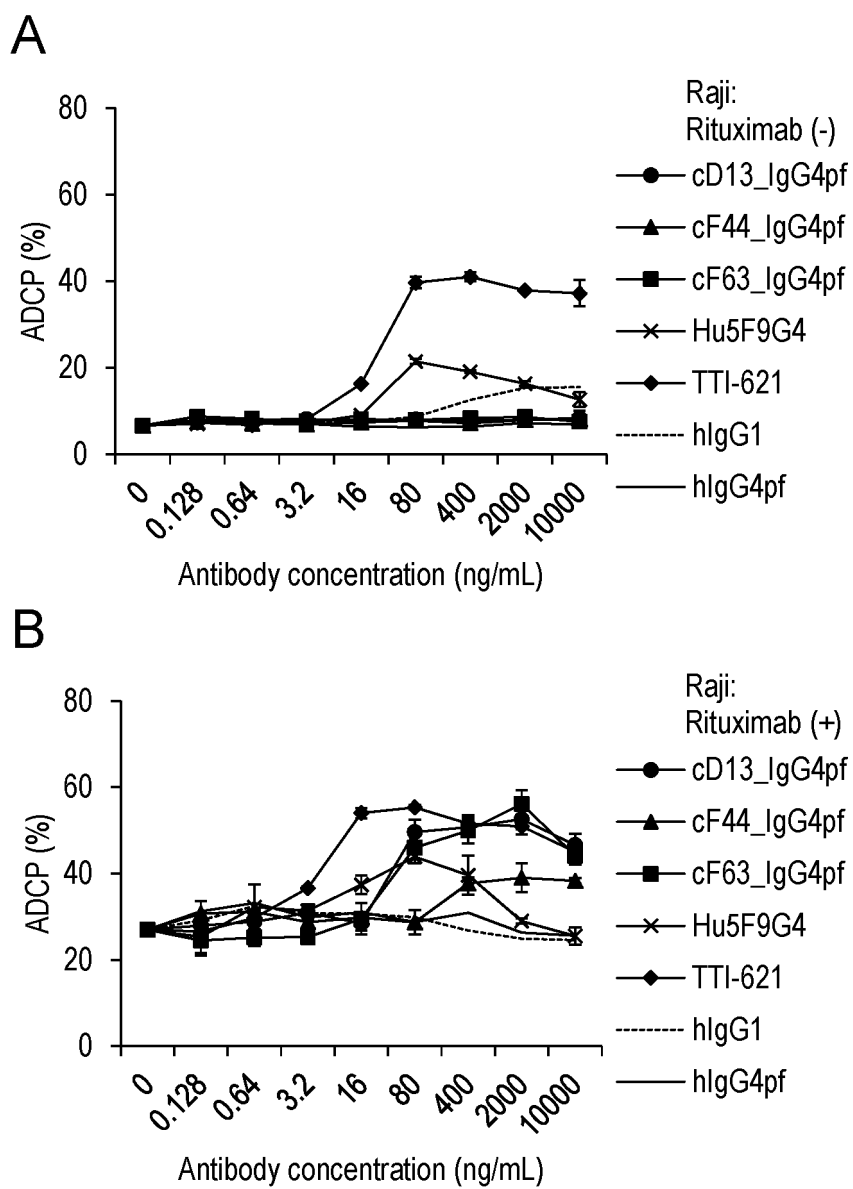 A
Raji:
Rituximab (-)
80
60
40
20
0
ADCP (%)
cD13_IgG4pf
cF44_IgG4pf
cF63_IgG4pf
Hu5F9G4
TTI-621
hIgG1
hIgG4pf
0
0.128
0.64
3.2
16
80
400
2000
10000
Antibody concentration (ng/mL)
B
Raji:
Rituximab (+)
80
60
40
20
0
ADCP (%)
cD13_IgG4pf
cF44_IgG4pf
cF63_IgG4pf
Hu5F9G4
TTI-621
hIgG1
hIgG4pf
0
0.128
0.64
3.2
16
80
400
2000
10000
Antibody concentration (ng/mL)